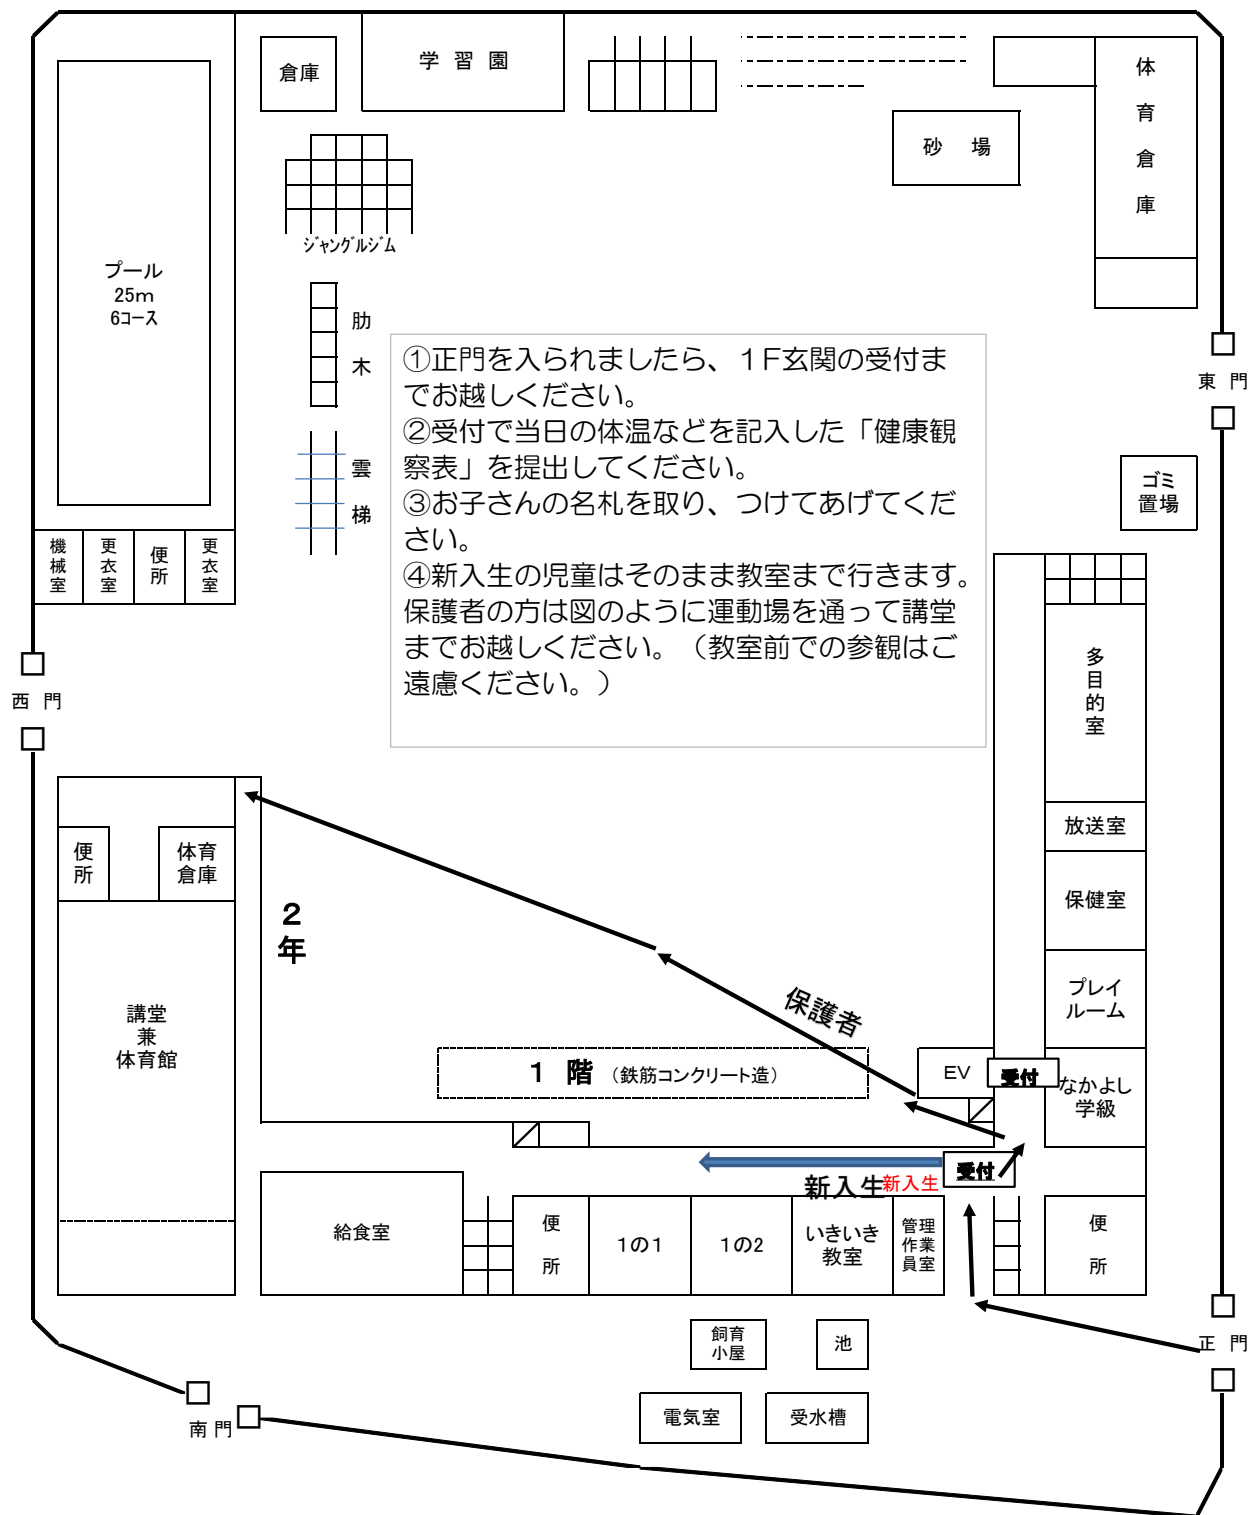 倉庫
学 習 園
体
育
倉
庫
砂 場
ジャングルジム
プール
25m
6コース
肋
木
①正門を入られましたら、1F玄関の受付ま
でお越しください。
②受付で当日の体温などを記入した「健康観
察表」を提出してください。
③お子さんの名札を取り、つけてあげてくだ
さい。
④新入生の児童はそのまま教室まで行きます。
保護者の方は図のように運動場を通って講堂
までお越しください。（教室前での参観はご
遠慮ください。）
東 門
雲
梯
ゴミ
置場
機
械
室
更
衣
室
便
所
更
衣
室
西 門
多
目
的
室
放送室
便
所
体育
倉庫
保健室
2
年
プレイ
ルーム
保護者
講堂
兼
体育館
1 階 （鉄筋コンクリート造）
EV
受付
なかよし
学級
受付
新入生
新入生
給食室
便
所
1の1
1の2
いきいき
教室
管理
作業
員室
便
所
飼育
小屋
池
正 門
電気室
受水槽
南 門